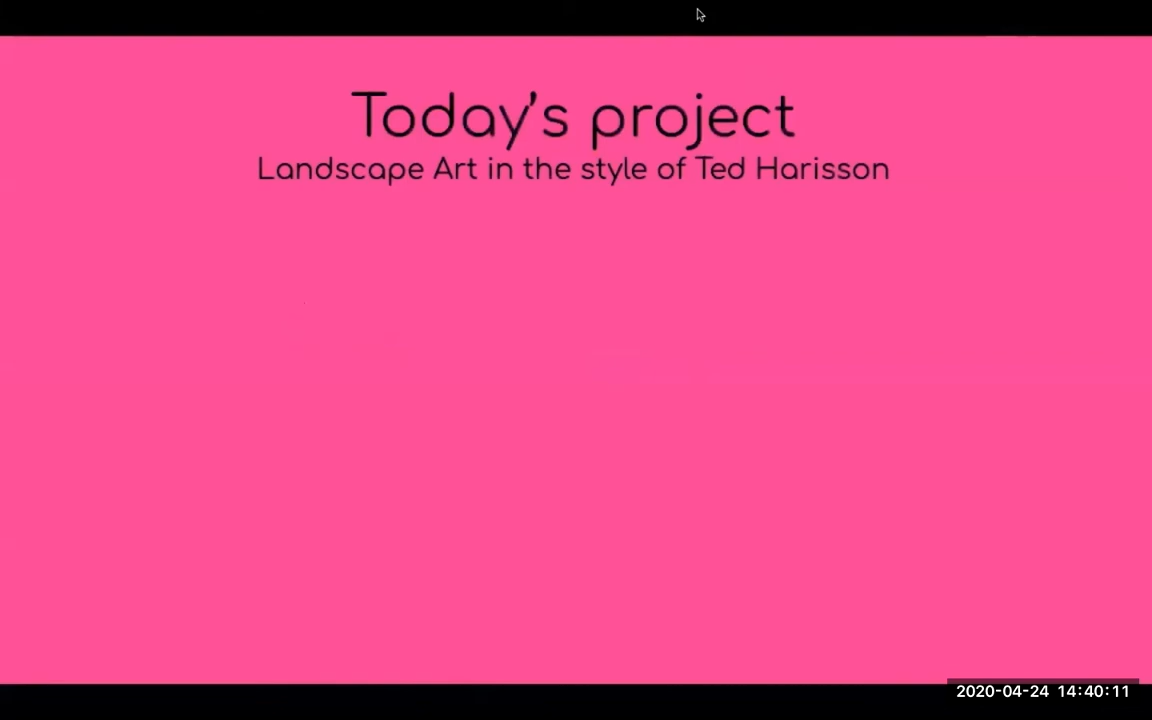 Today's project
Landscape Art in the style of Ted Harisson
2020-04-24 14:40:11